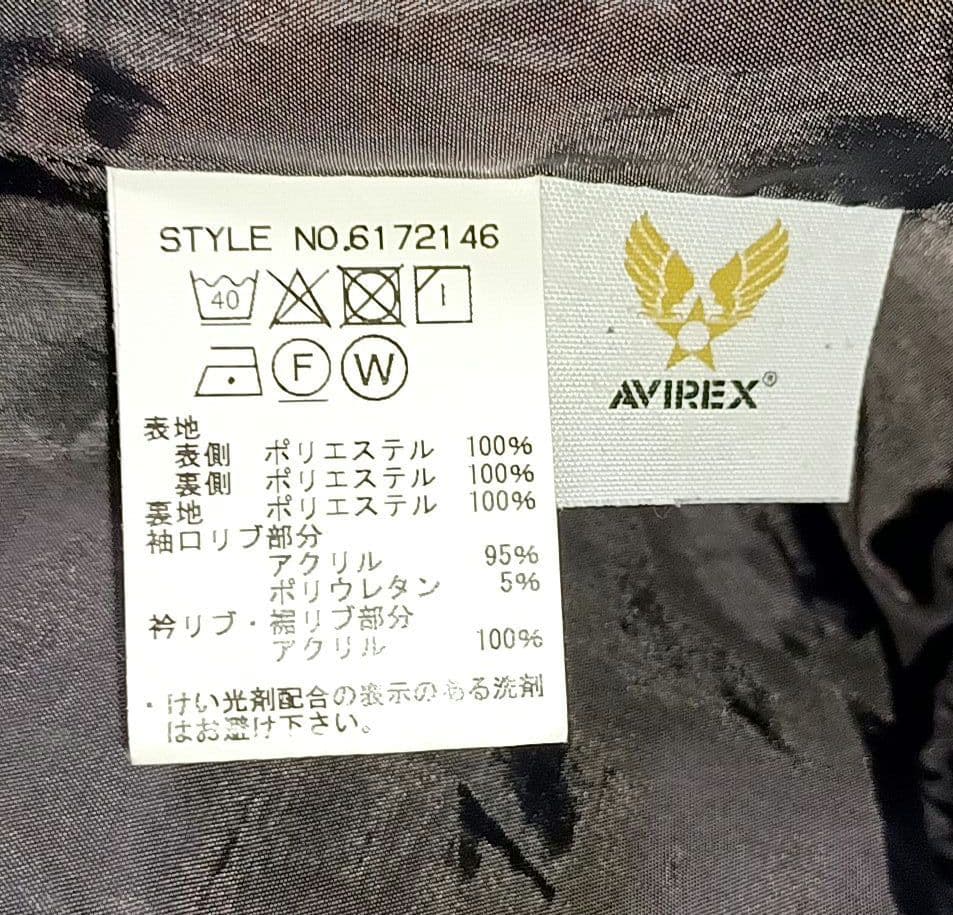 STYLE NO.6172146
40
F W
表地
表側 ポリエステル 100%
裏側 ポリエステル 100%
裏地 ポリエステル 100%
袖口リブ部分
アクリル 95%
ポリウレタン 5%
衿リブ・裾リブ部分
アクリル 100%
・けい光剤配合の表示のある洗剤
はお避け下さい。
AVIREX®